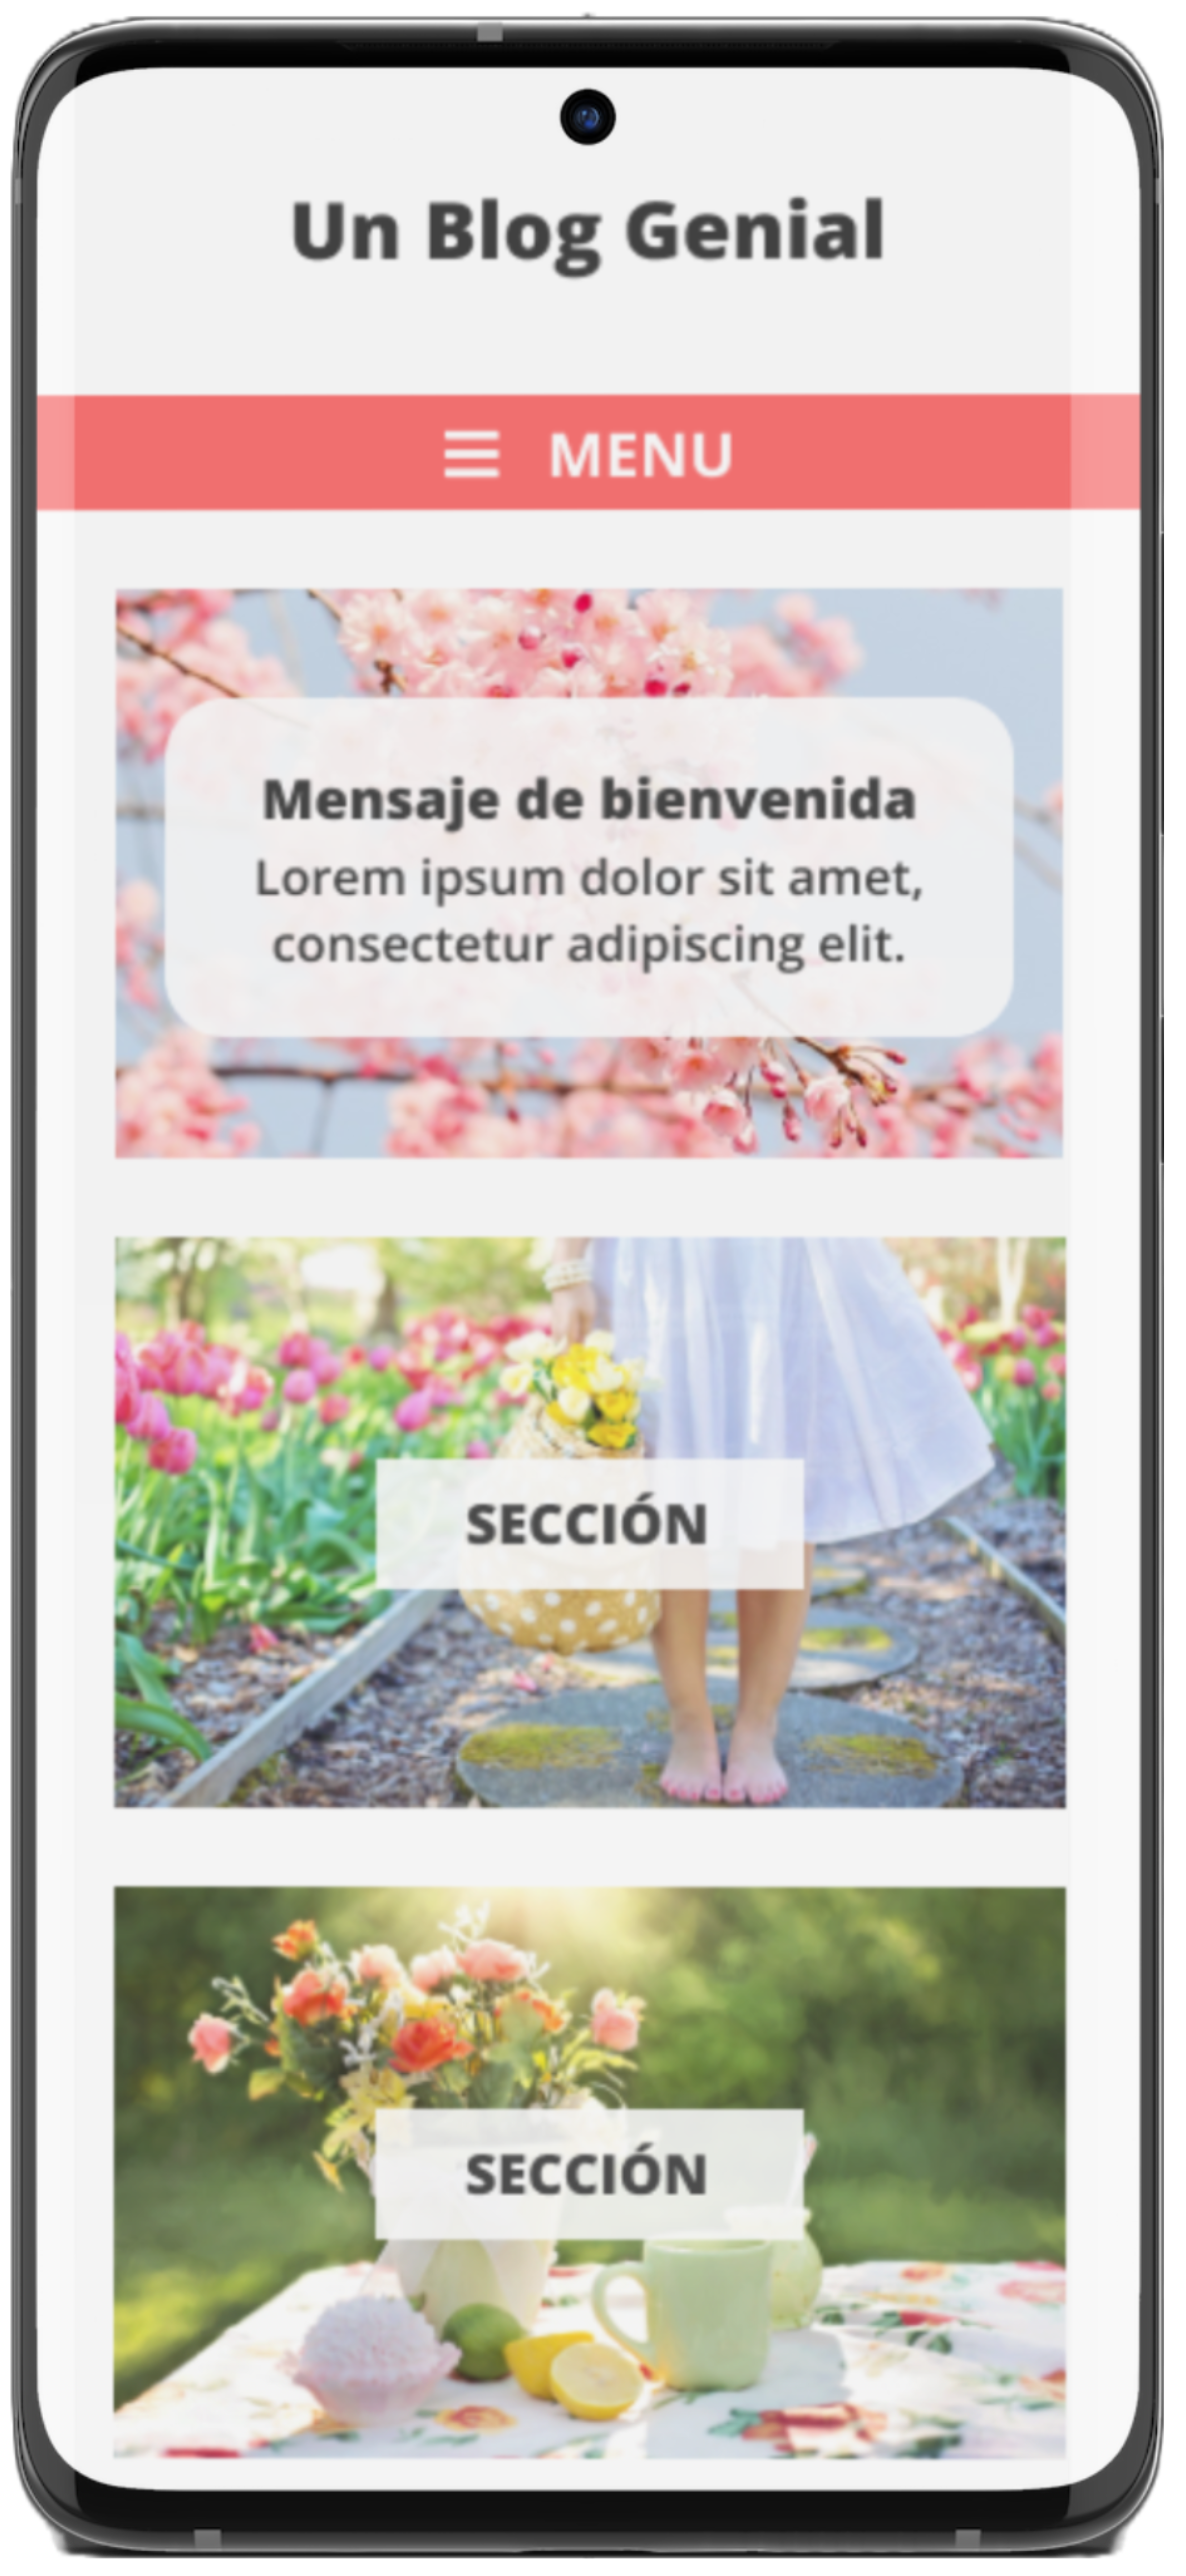 Un Blog Genial
☰ MENU
Mensaje de bienvenida
Lorem ipsum dolor sit amet,
consectetur adipiscing elit.
SECCIÓN
SECCIÓN